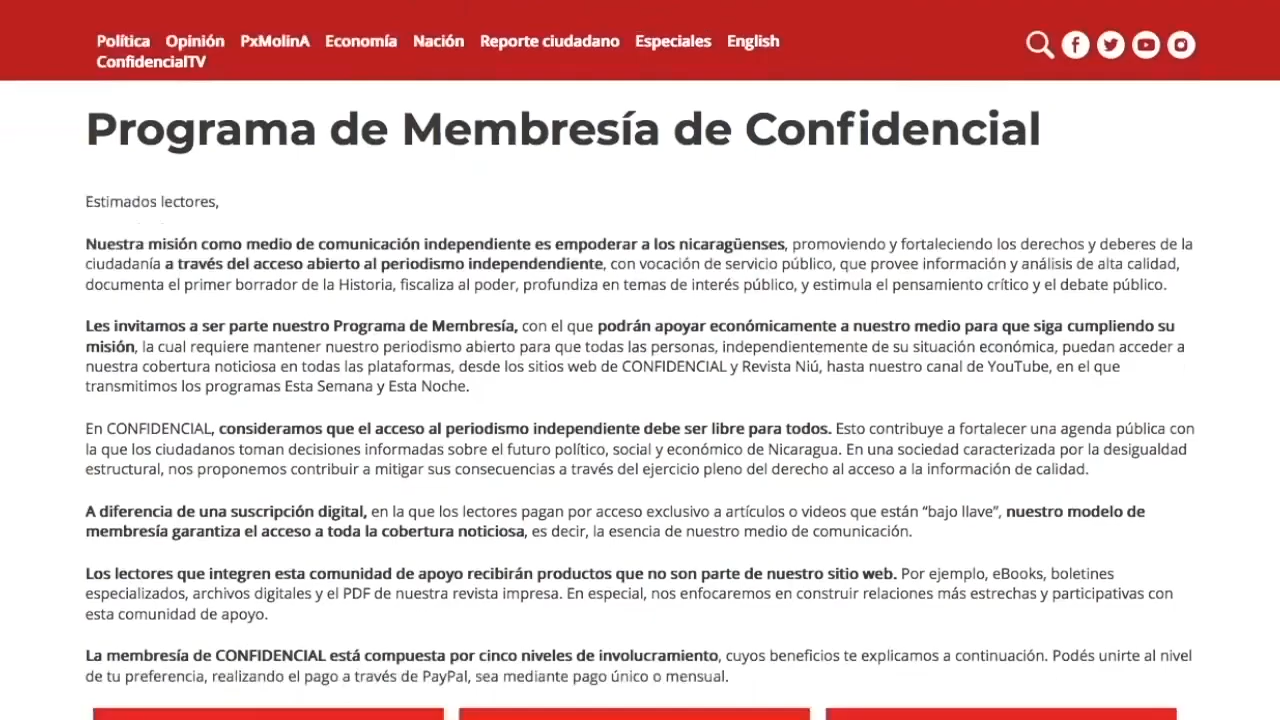 Política Opinión PxMolinA Economía Nación Reporte ciudadano Especiales English
ConfidencialTV
Programa de Membresía de Confidencial
Estimados lectores,
Nuestra misión como medio de comunicación independiente es empoderar a los nicaragüenses, promoviendo y fortaleciendo los derechos y deberes de la
ciudadanía a través del acceso abierto al periodismo independendiente, con vocación de servicio público, que provee información y análisis de alta calidad,
documenta el primer borrador de la Historia, fiscaliza al poder, profundiza en temas de interés público, y estimula el pensamiento crítico y el debate público.
Les invitamos a ser parte nuestro Programa de Membresía, con el que podrán apoyar económicamente a nuestro medio para que siga cumpliendo su
misión, la cual requiere mantener nuestro periodismo abierto para que todas las personas, independientemente de su situación económica, puedan acceder a
nuestra cobertura noticiosa en todas las plataformas, desde los sitios web de CONFIDENCIAL y Revista Niú, hasta nuestro canal de YouTube, en el que
transmitimos los programas Esta Semana y Esta Noche.
En CONFIDENCIAL, consideramos que el acceso al periodismo independiente debe ser libre para todos. Esto contribuye a fortalecer una agenda pública con
la que los ciudadanos toman decisiones informadas sobre el futuro político, social y económico de Nicaragua. En una sociedad caracterizada por la desigualdad
estructural, nos proponemos contribuir a mitigar sus consecuencias a través del ejercicio pleno del derecho al acceso a la información de calidad.
A diferencia de una suscripción digital, en la que los lectores pagan por acceso exclusivo a artículos o videos que están “bajo llave”, nuestro modelo de
membresía garantiza el acceso a toda la cobertura noticiosa, es decir, la esencia de nuestro medio de comunicación.
Los lectores que integren esta comunidad de apoyo recibirán productos que no son parte de nuestro sitio web. Por ejemplo, eBooks, boletines
especializados, archivos digitales y el PDF de nuestra revista impresa. En especial, nos enfocaremos en construir relaciones más estrechas y participativas con
esta comunidad de apoyo.
La membresía de CONFIDENCIAL está compuesta por cinco niveles de involucramiento, cuyos beneficios te explicamos a continuación. Podés unirte al nivel
de tu preferencia, realizando el pago a través de PayPal, sea mediante pago único o mensual.